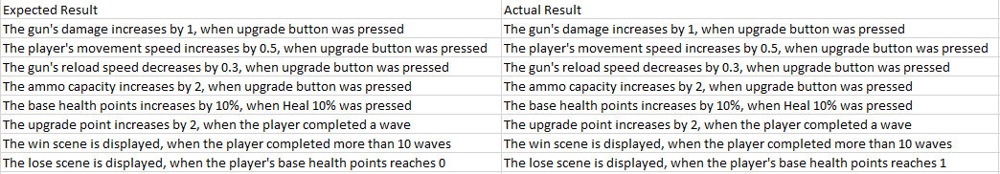 Expected Result Actual Result
The gun's damage increases by 1, when upgrade button was pressed The gun's damage increases by 1, when upgrade button was pressed
The player's movement speed increases by 0.5, when upgrade button was pressed The player's movement speed increases by 0.5, when upgrade button was pressed
The gun's reload speed decreases by 0.3, when upgrade button was pressed The gun's reload speed decreases by 0.3, when upgrade button was pressed
The ammo capacity increases by 2, when upgrade button was pressed The ammo capacity increases by 2, when upgrade button was pressed
The base health points increases by 10%, when Heal 10% was pressed The base health points increases by 10%, when Heal 10% was pressed
The upgrade point increases by 2, when the player completed a wave The upgrade point increases by 2, when the player completed a wave
The win scene is displayed, when the player completed more than 10 waves The win scene is displayed, when the player completed more than 10 waves
The lose scene is displayed, when the player's base health points reaches 0 The lose scene is displayed, when the player's base health points reaches 1